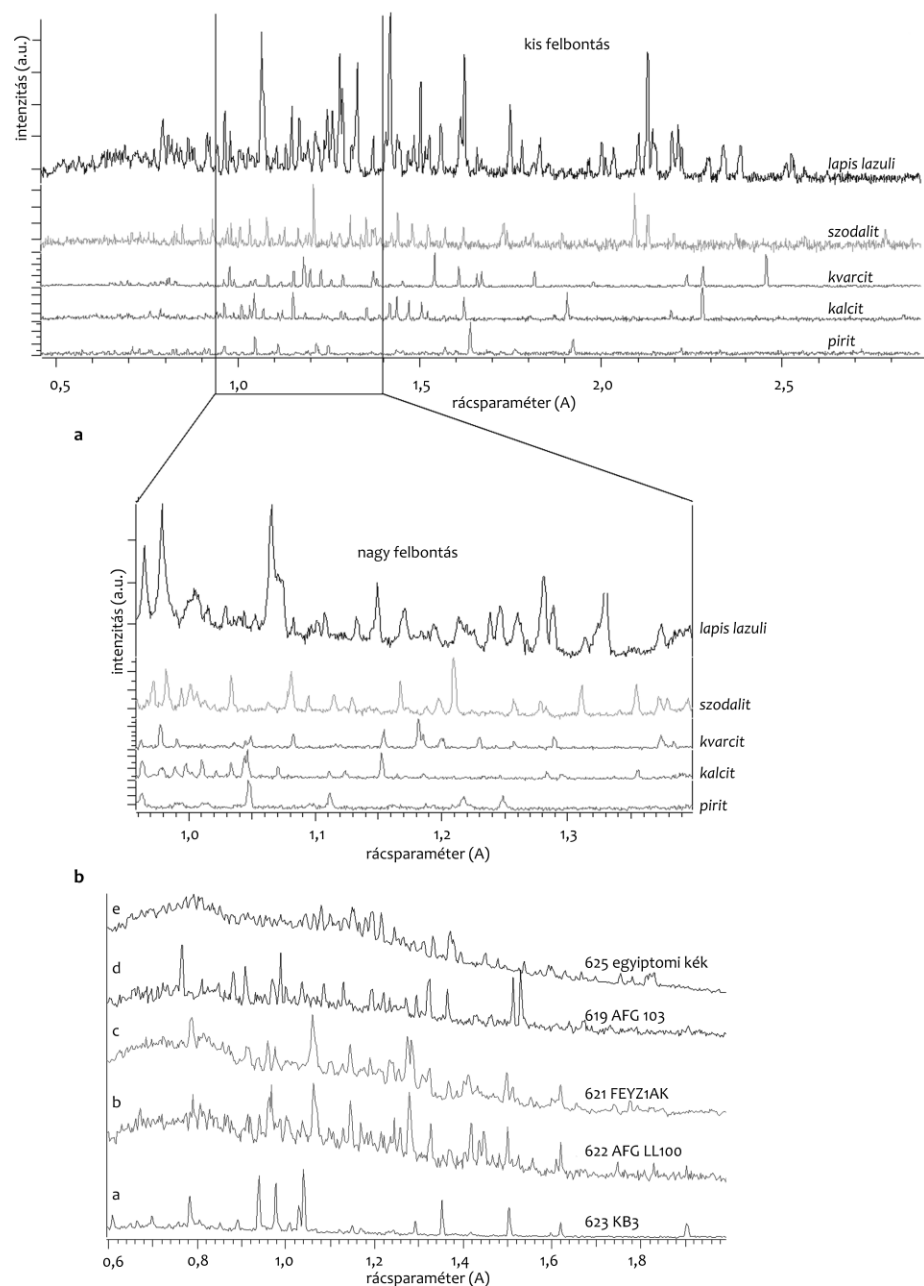 kis felbontás
intenzitás (a.u.)
lapis lazuli
szodalit
kvarcit
kalcit
pirit
0,5 1,0 1,5 2,0 2,5
rácsparaméter (A)
a
nagy felbontás
intenzitás (a.u.)
lapis lazuli
szodalit
kvarcit
kalcit
pirit
1,0 1,1 1,2 1,3
rácsparaméter (A)
b
e
625 egyiptomi kék
d
619 AFG 103
c
621 FEYZ1AK
b
622 AFG LL100
a
623 KB3
0,6 0,8 1,0 1,2 1,4 1,6 1,8
rácsparaméter (A)